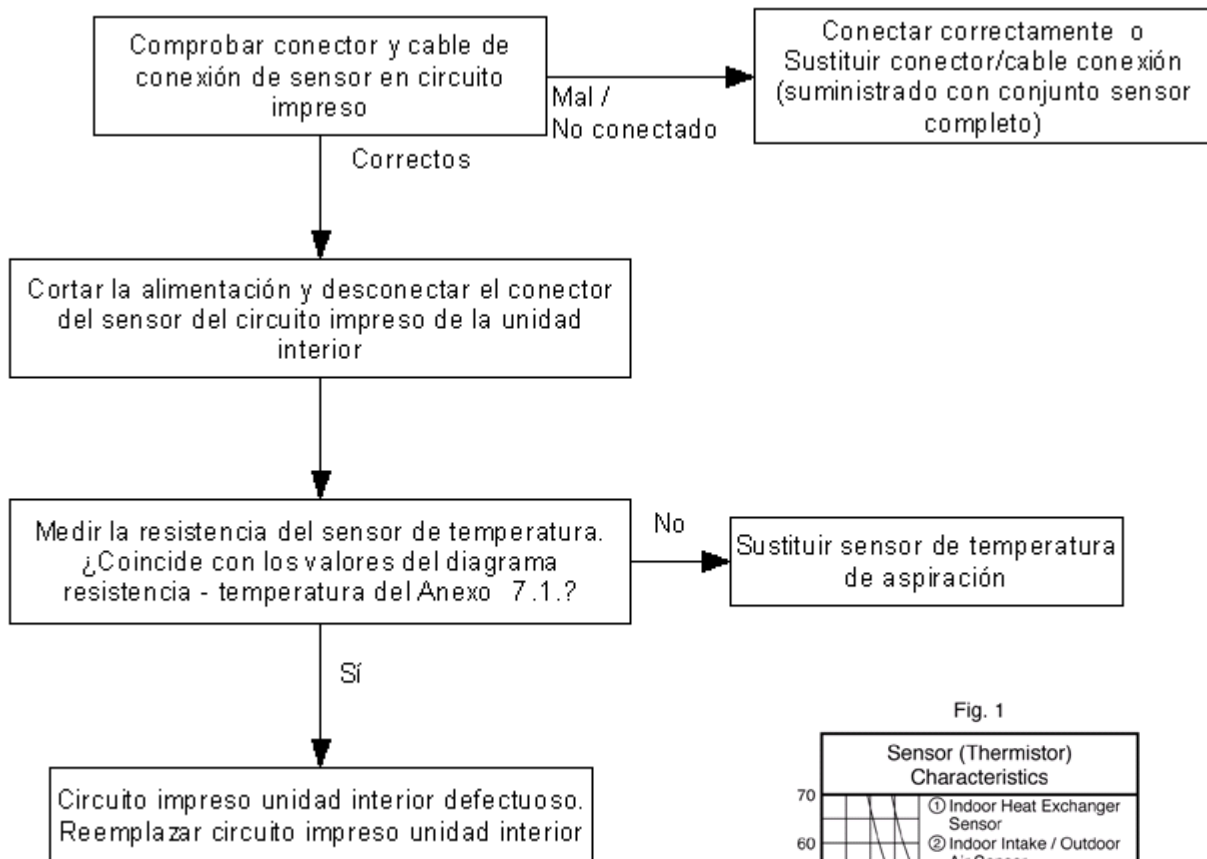 Comprobar conector y cable de
conexión de sensor en circuito
impreso
Mal /
No conectado
Conectar correctamente o
Sustituir conector/cable conexión
(suministrado con conjunto sensor
completo)
Correctos
Cortar la alimentación y desconectar el conector
del sensor del circuito impreso de la unidad
interior
Medir la resistencia del sensor de temperatura.
¿Coincide con los valores del diagrama
resistencia - temperatura del Anexo 7.1.?
No
Sustituir sensor de temperatura
de aspiración
Sí
Circuito impreso unidad interior defectuoso.
Reemplazar circuito impreso unidad interior
Fig. 1
Sensor (Thermistor)
Characteristics
70
① Indoor Heat Exchanger
Sensor
60
② Indoor Intake / Outdoor